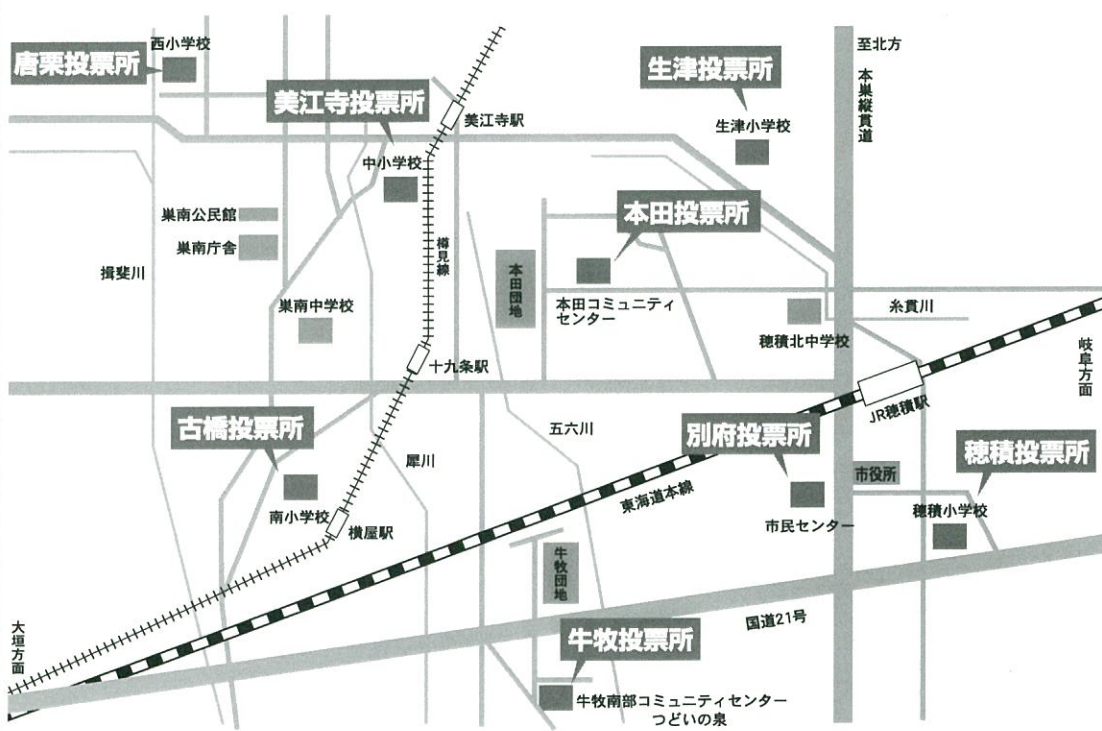 西小学校
唐栗投票所
至北方
本巣縦貫道
生津投票所
美江寺投票所
美江寺駅
生津小学校
中小学校
本田投票所
巣南公民館
巣南庁舎
樽見線
揖斐川
本田団地
巣南中学校
本田コミュニティ
センター
糸貫川
穂積北中学校
岐阜方面
十九条駅
JR穂積駅
古橋投票所
五六川
別府投票所
穂積投票所
犀川
市役所
東海道本線
南小学校
横屋駅
市民センター
穂積小学校
牛牧団地
国道21号
大垣方面
牛牧投票所
牛牧南部コミュニティセンター
つどいの泉